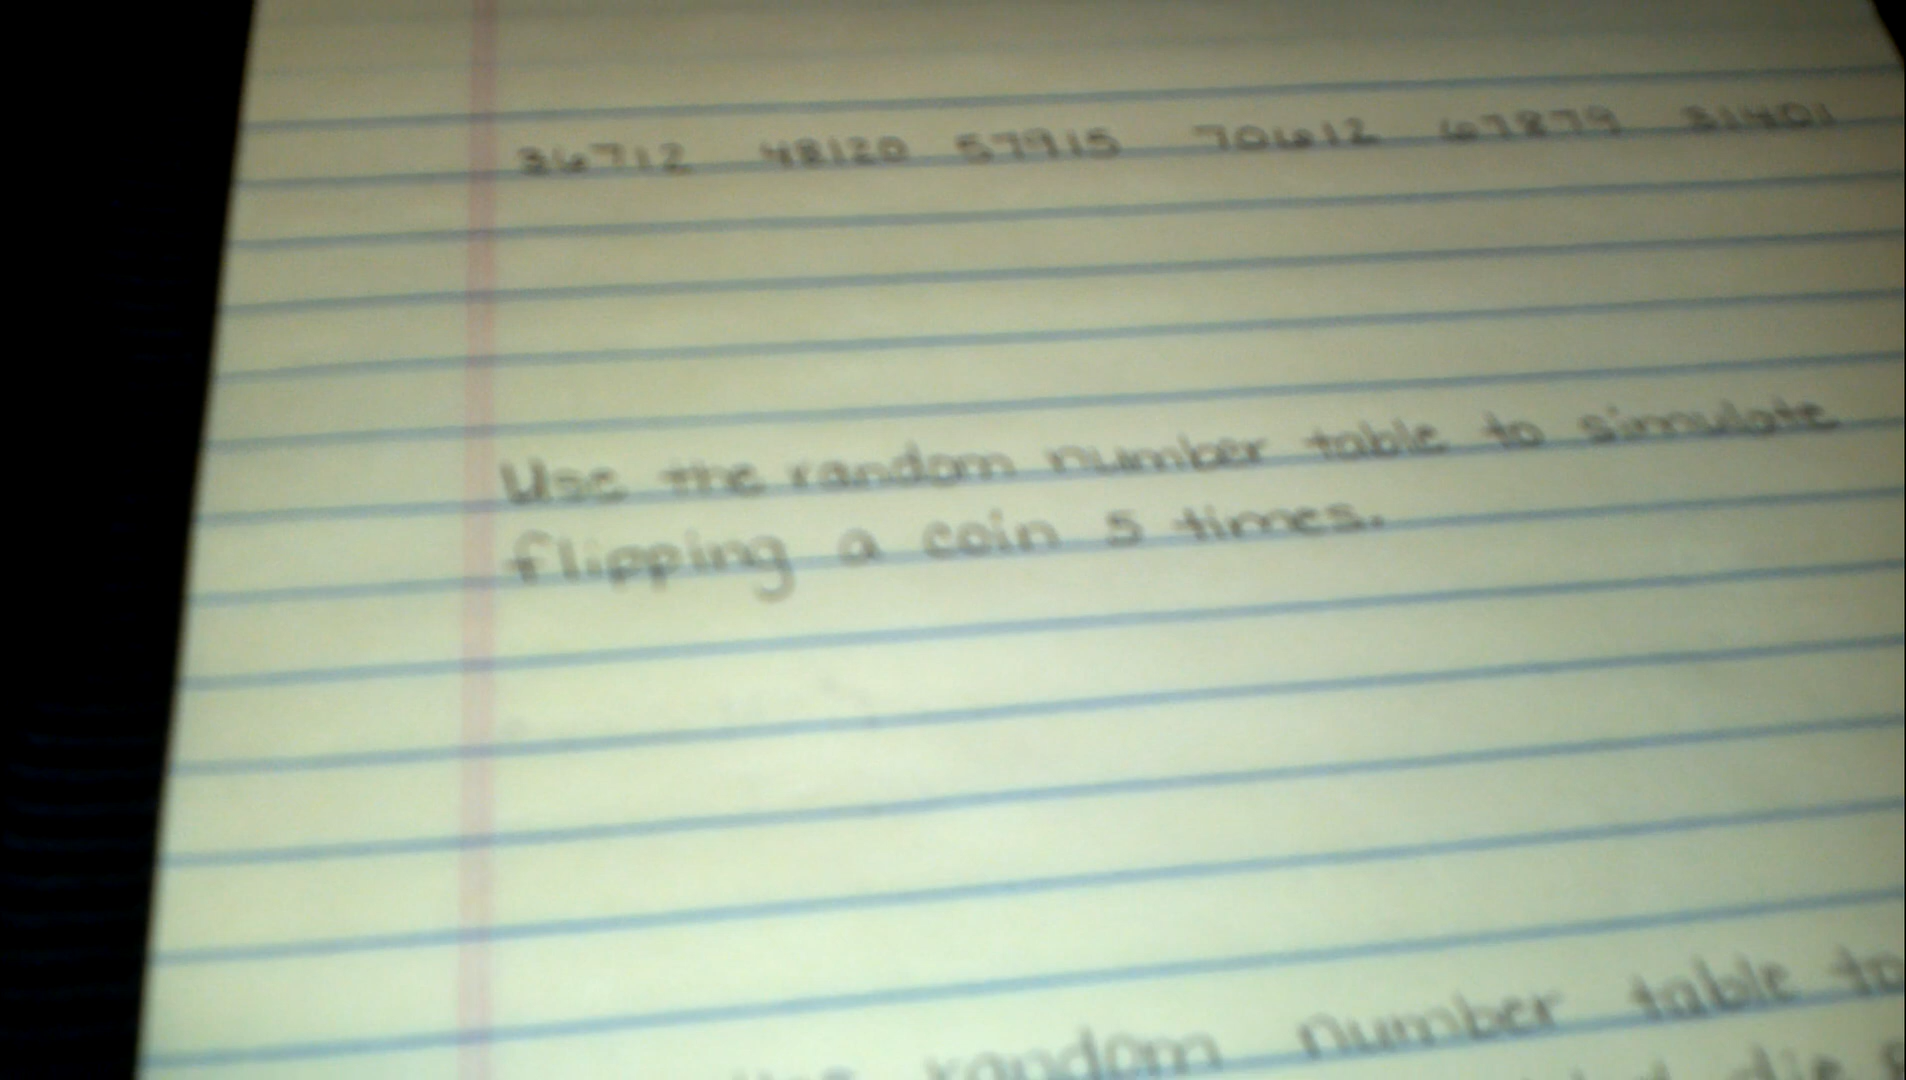 36712 48120 57915 70612 67879 31401
Use the random number table to simulate
flipping a coin 5 times.
random number table to
die